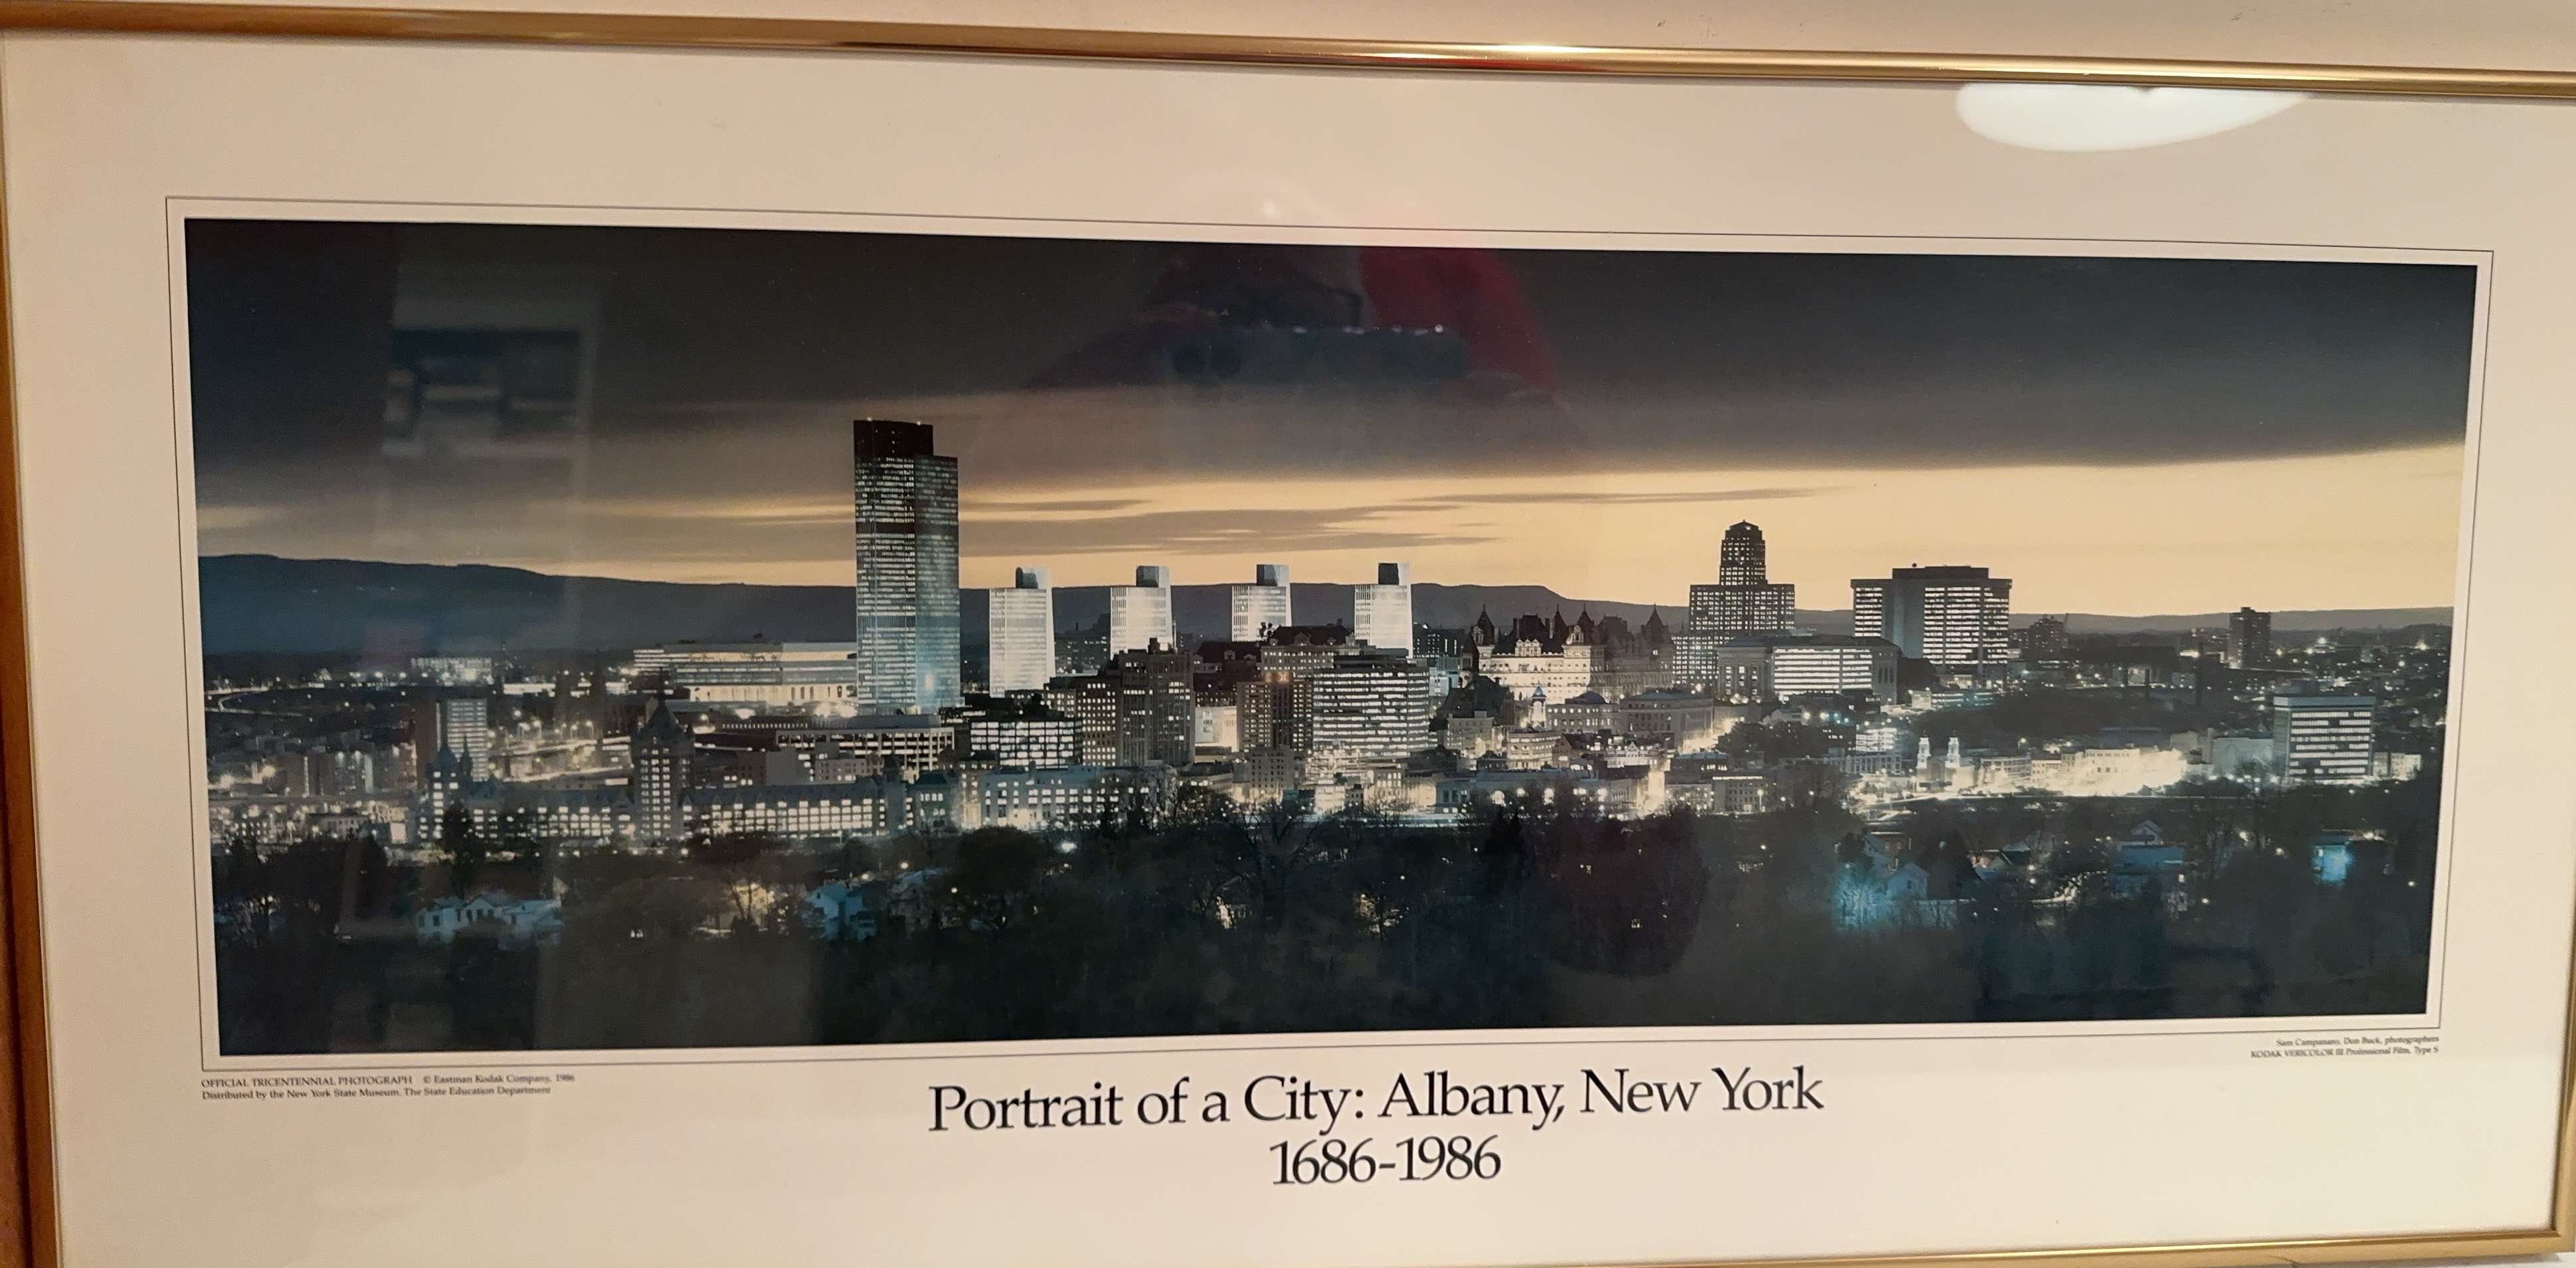 OFFICIAL TRICENTENNIAL PHOTOGRAPH © Eastman Kodak Company, 1986
Distributed by the New York State Museum, The State Education Department
Sam Campanaro, Don Buck, photographers
KODAK VERICOLOR III Professional Film, Type S
Portrait of a City: Albany, New York
1686-1986